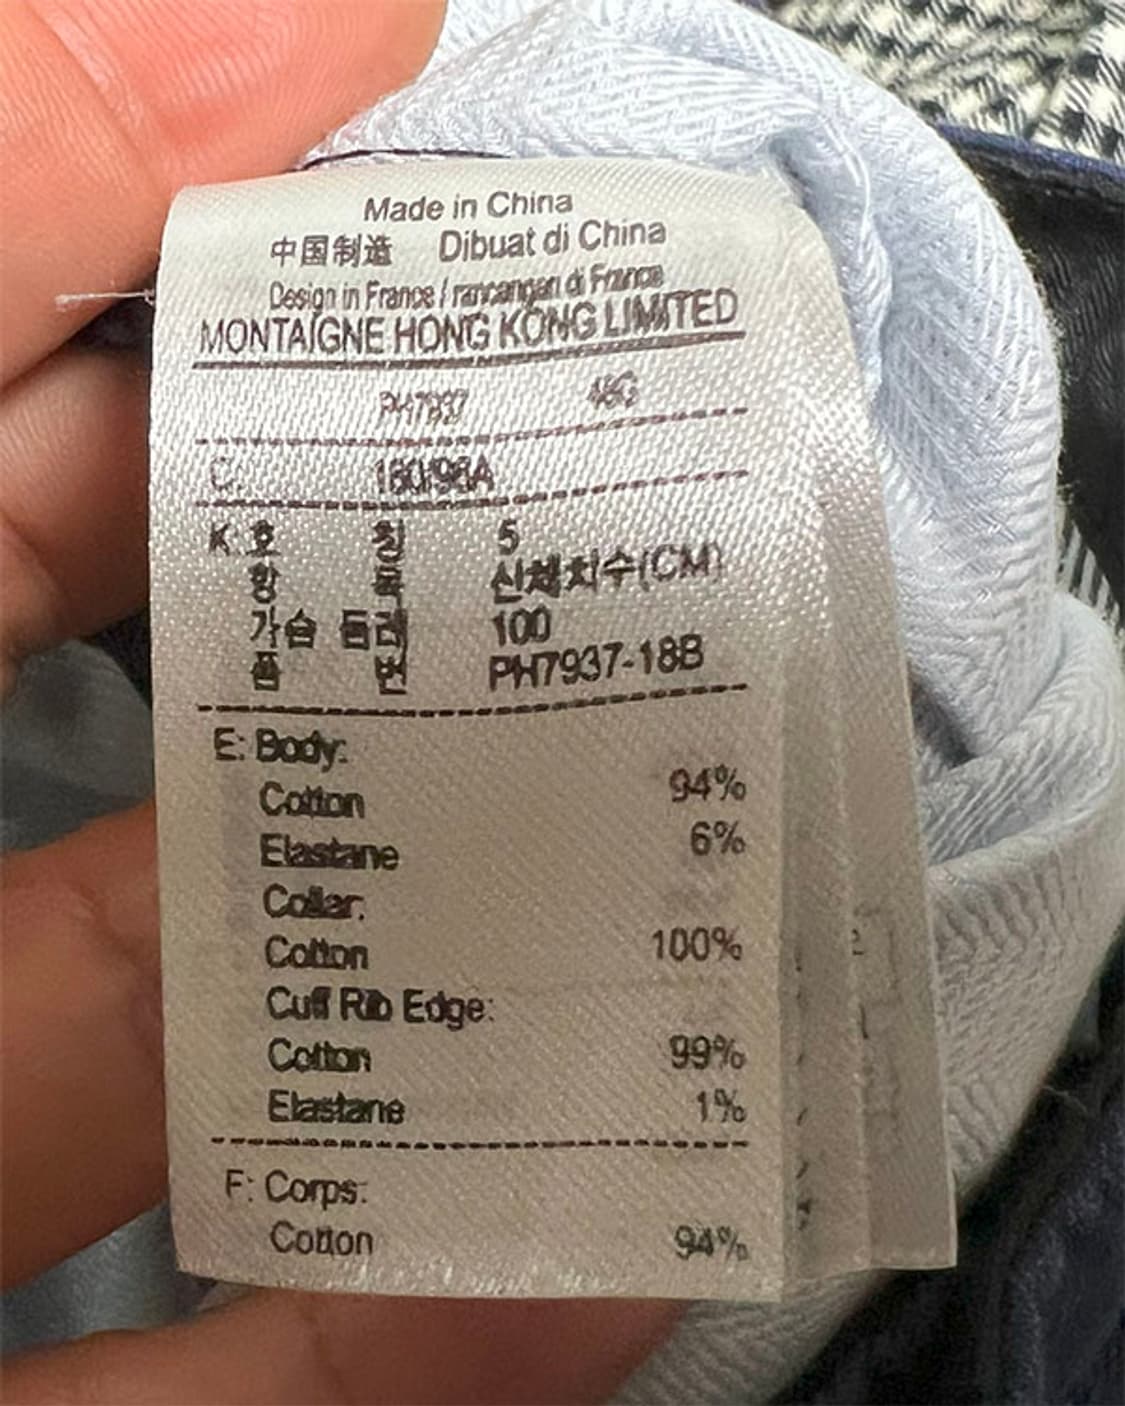 Made in China
中国制造 Dibuat di China
Design in France / rancangan di France
MONTAIGNE HONG KONG LIMITED
PH7937 48G
C: 180/96A
K: 호 칭 5
항 목 신체치수(CM)
가슴 둘레 100
품 번 PH7937-18B
E: Body:
Cotton 94%
Elastane 6%
Collar:
Cotton 100%
Cuff Rib Edge:
Cotton 99%
Elastane 1%
F: Corps:
Cotton 94%